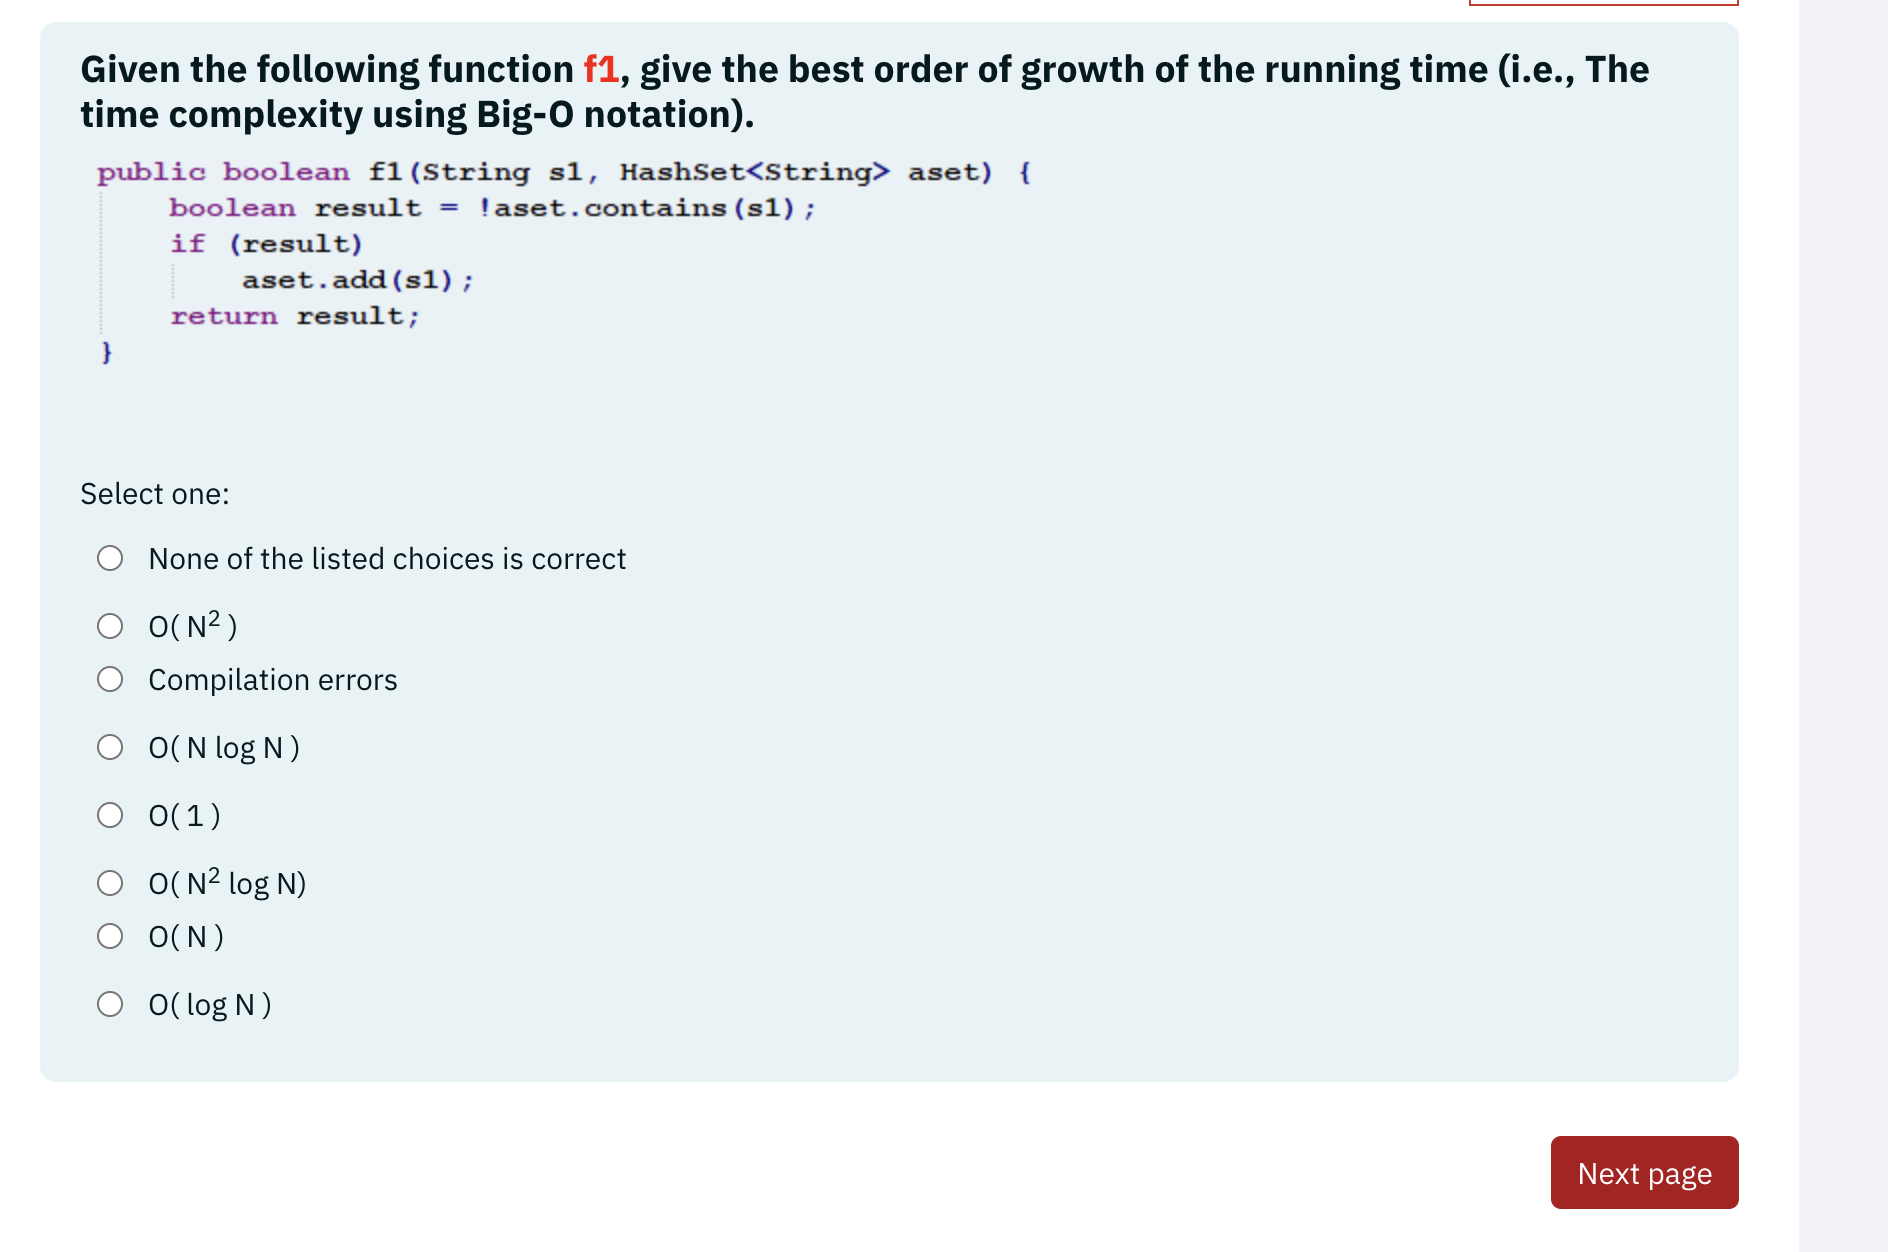 Given the following function f1, give the best order of growth of the running time (i.e., The
time complexity using Big-O notation).
public boolean f1(String s1, HashSet<String> aset) {
    boolean result = !aset.contains(s1);
    if (result)
        aset.add(s1);
    return result;
}
Select one:
None of the listed choices is correct
O( N² )
Compilation errors
O( N log N )
O( 1 )
O( N² log N)
O( N )
O( log N )
Next page